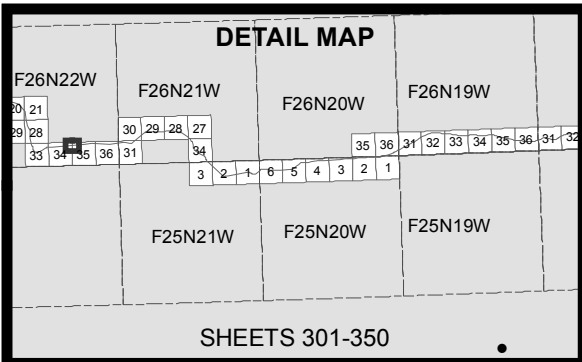 DETAIL MAP
F26N22W
F26N21W
F26N20W
F26N19W
20 21
29 28
33 34 35 36 31
30 29 28 27
34
3 2 1 6 5 4 3 2 1
35 36 31 32 33 34 35 36 31 32
F25N21W
F25N20W
F25N19W
SHEETS 301-350